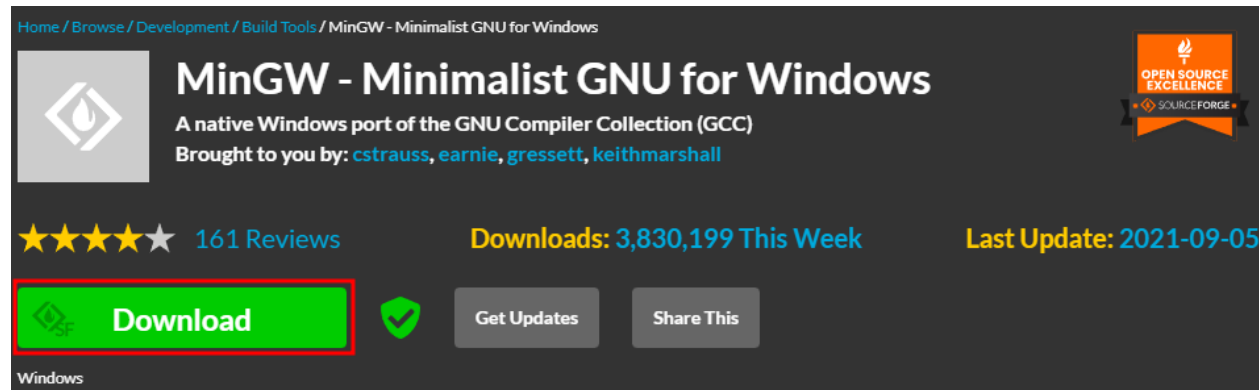 Home / Browse / Development / Build Tools / MinGW - Minimalist GNU for Windows
MinGW - Minimalist GNU for Windows
A native Windows port of the GNU Compiler Collection (GCC)
Brought to you by: cstrauss, earnie, gressett, keithmarshall
OPEN SOURCE
EXCELLENCE
SOURCEFORGE
161 Reviews
Downloads: 3,830,199 This Week
Last Update: 2021-09-05
SF
Download
Get Updates
Share This
Windows